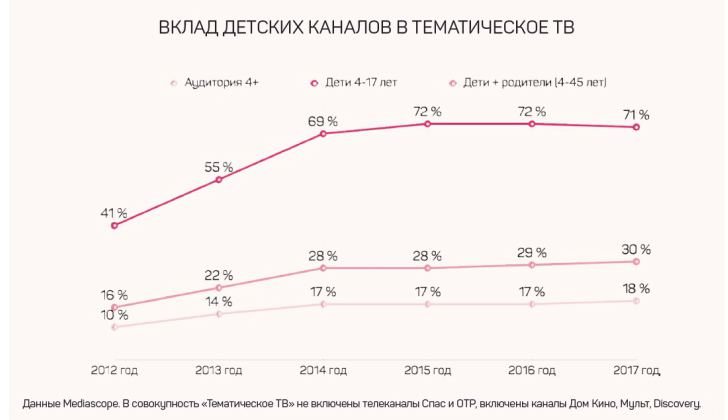 ВКЛАД ДЕТСКИХ КАНАЛОВ В ТЕМАТИЧЕСКОЕ ТВ
Аудитория 4+ Дети 4-17 лет Дети + родители (4-45 лет)
41 % 55 % 69 % 72 % 72 % 71 %
16 % 22 % 28 % 28 % 29 % 30 %
10 % 14 % 17 % 17 % 17 % 18 %
2012 год 2013 год 2014 год 2015 год 2016 год 2017 год
Данные Mediascope. В совокупность «Тематическое ТВ» не включены телеканалы Спас и ОТР, включены каналы Дом Кино, Мульт, Discovery.